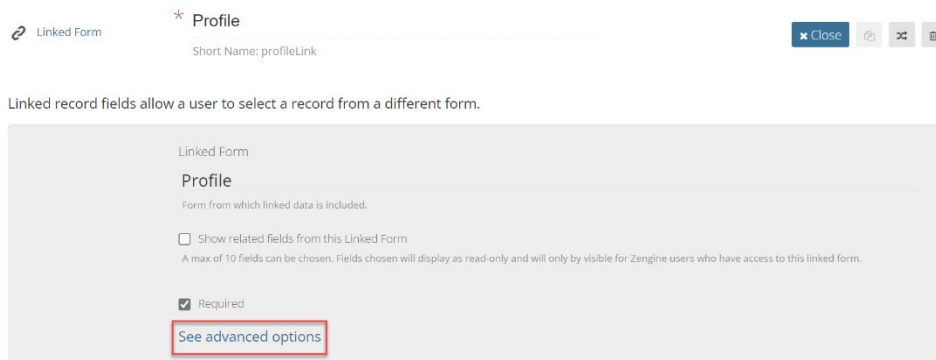 * Profile
Linked Form
Short Name: profileLink
× Close
Linked record fields allow a user to select a record from a different form.
Linked Form
Profile
Form from which linked data is included.
Show related fields from this Linked Form
A max of 10 fields can be chosen. Fields chosen will display as read-only and will only by visible for Zengine users who have access to this linked form.
Required
See advanced options